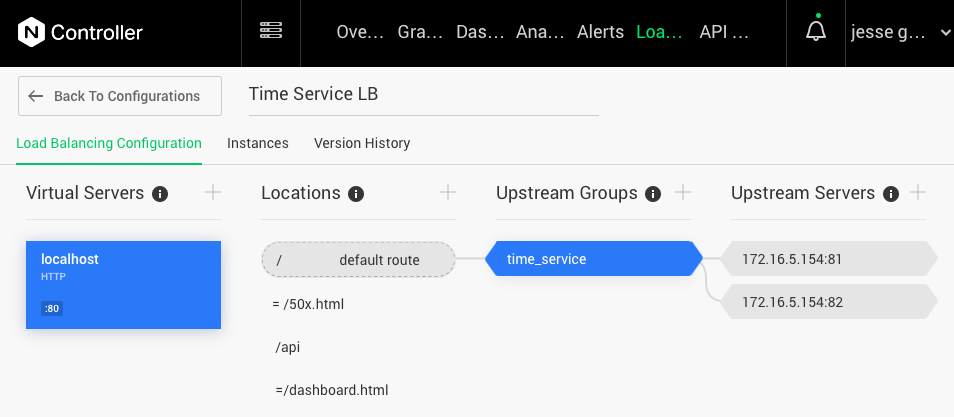 N Controller
Ove... Gra... Das... Ana... Alerts Loa... API ...
jesse g...
← Back To Configurations
Time Service LB
Load Balancing Configuration Instances Version History
Virtual Servers i + Locations i + Upstream Groups i + Upstream Servers i +
localhost
HTTP
:80
/ default route
time_service
172.16.5.154:81
= /50x.html
172.16.5.154:82
/api
=/dashboard.html